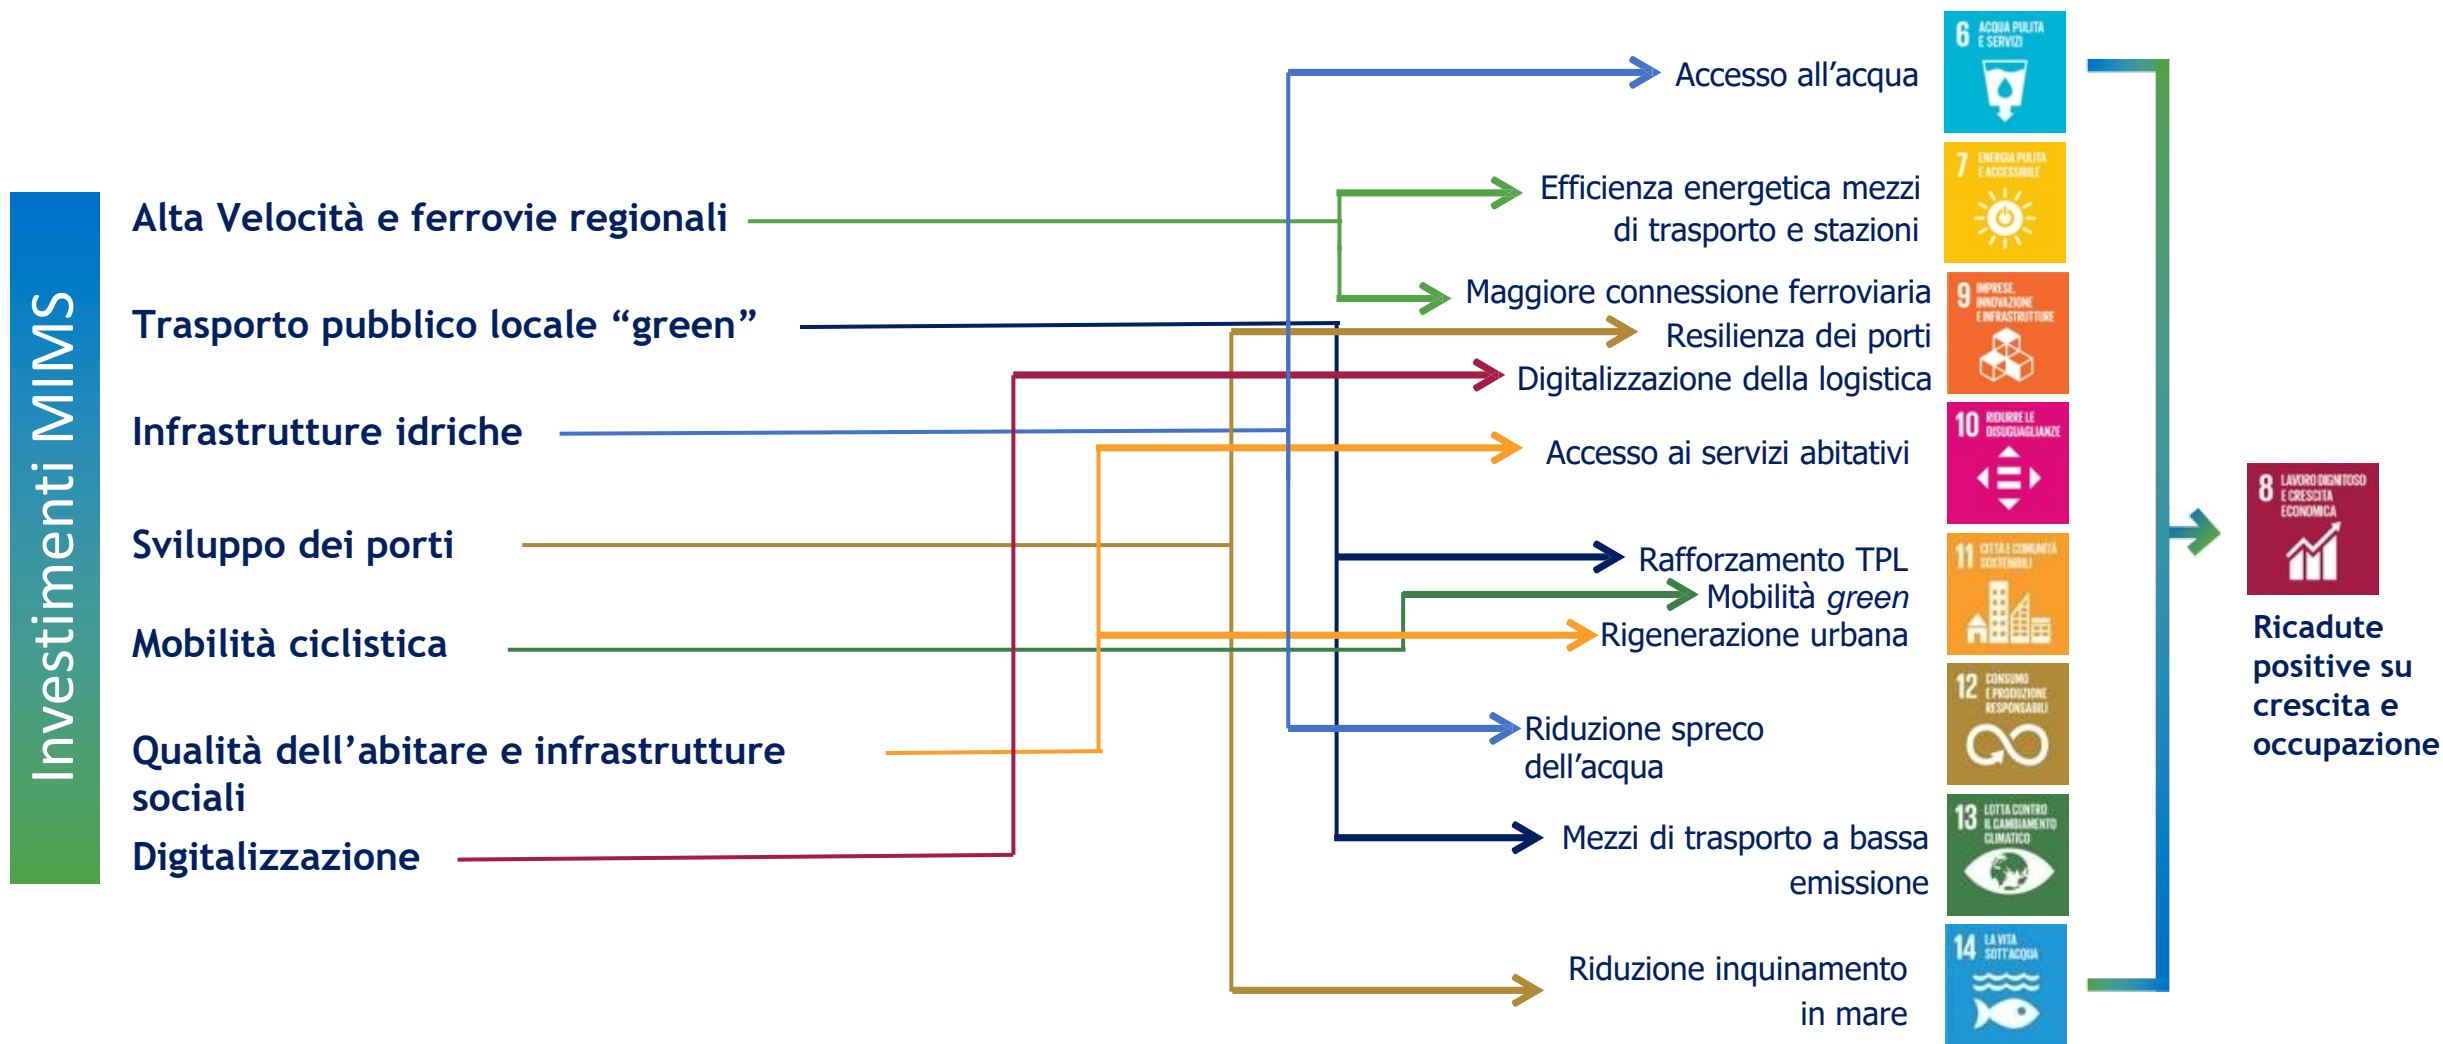 Investimenti MIMS
Alta Velocità e ferrovie regionali
Trasporto pubblico locale “green”
Infrastrutture idriche
Sviluppo dei porti
Mobilità ciclistica
Qualità dell’abitare e infrastrutture
sociali
Digitalizzazione
Accesso all’acqua
Efficienza energetica mezzi
di trasporto e stazioni
Maggiore connessione ferroviaria
Resilienza dei porti
Digitalizzazione della logistica
Accesso ai servizi abitativi
Rafforzamento TPL
Mobilità green
Rigenerazione urbana
Riduzione spreco
dell’acqua
Mezzi di trasporto a bassa
emissione
Riduzione inquinamento
in mare
6 ACQUA PULITA
E SERVIZI
7 ENERGIA PULITA
E ACCESSIBILE
9 IMPRESE,
INNOVAZIONE
E INFRASTRUTTURE
10 RIDURRE LE
DISUGUAGLIANZE
11 CITTÀ E COMUNITÀ
SOSTENIBILI
12 CONSUMO
E PRODUZIONE
RESPONSABILI
13 LOTTA CONTRO
IL CAMBIAMENTO
CLIMATICO
14 LA VITA
SOTT'ACQUA
8 LAVORO DIGNITOSO
E CRESCITA
ECONOMICA
Ricadute
positive su
crescita e
occupazione